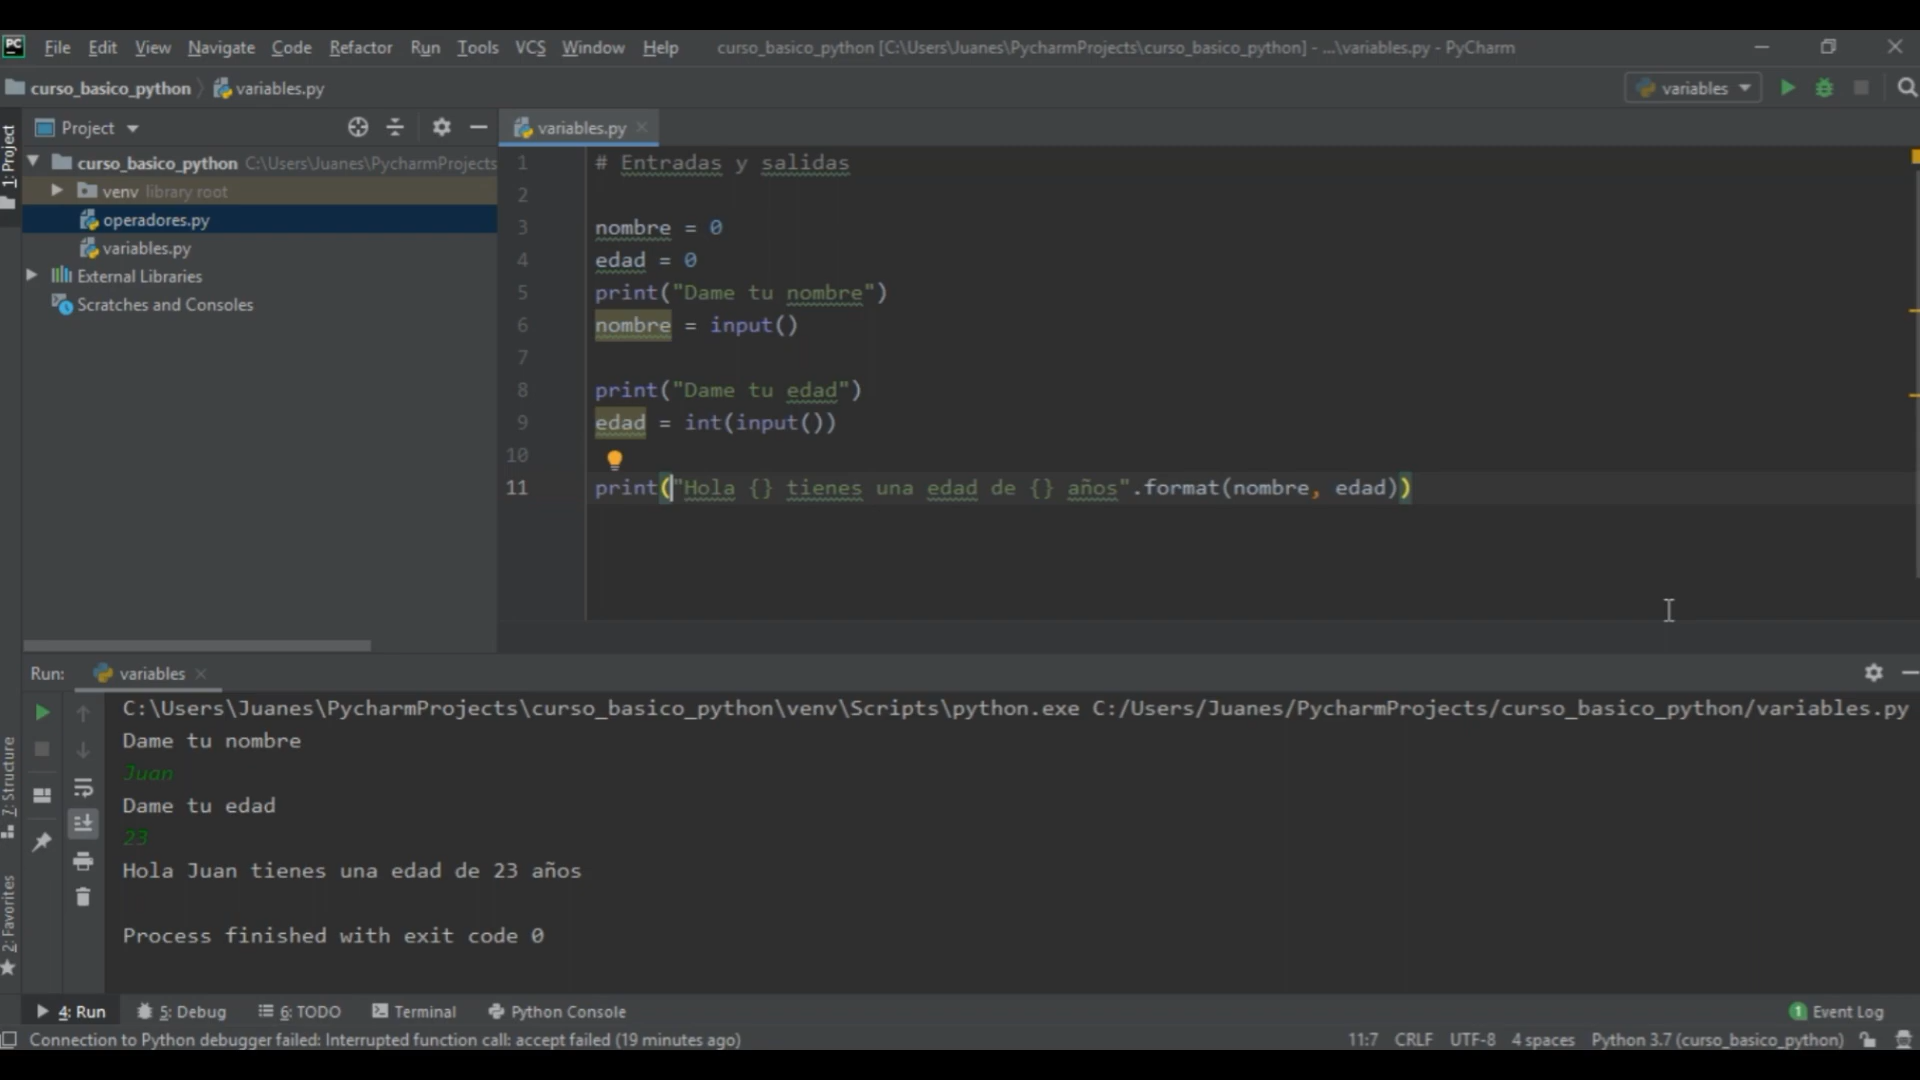 PC File Edit View Navigate Code Refactor Run Tools VCS Window Help curso_basico_python [C:\Users\Juanes\PycharmProjects\curso_basico_python] - ...\variables.py - PyCharm
curso_basico_python variables.py variables
1: Project
Project
curso_basico_python C:\Users\Juanes\PycharmProjects
venv library root
operadores.py
variables.py
External Libraries
Scratches and Consoles
variables.py
1 # Entradas y salidas
2
3 nombre = 0
4 edad = 0
5 print("Dame tu nombre")
6 nombre = input()
7
8 print("Dame tu edad")
9 edad = int(input())
10
11 print("Hola {} tienes una edad de {} años".format(nombre, edad))
Run: variables
C:\Users\Juanes\PycharmProjects\curso_basico_python\venv\Scripts\python.exe C:/Users/Juanes/PycharmProjects/curso_basico_python/variables.py
Dame tu nombre
Juan
Dame tu edad
23
Hola Juan tienes una edad de 23 años
Process finished with exit code 0
7: Structure
2: Favorites
4: Run 5: Debug 6: TODO Terminal Python Console 1 Event Log
Connection to Python debugger failed: Interrupted function call: accept failed (19 minutes ago) 11:7 CRLF UTF-8 4 spaces Python 3.7 (curso_basico_python)